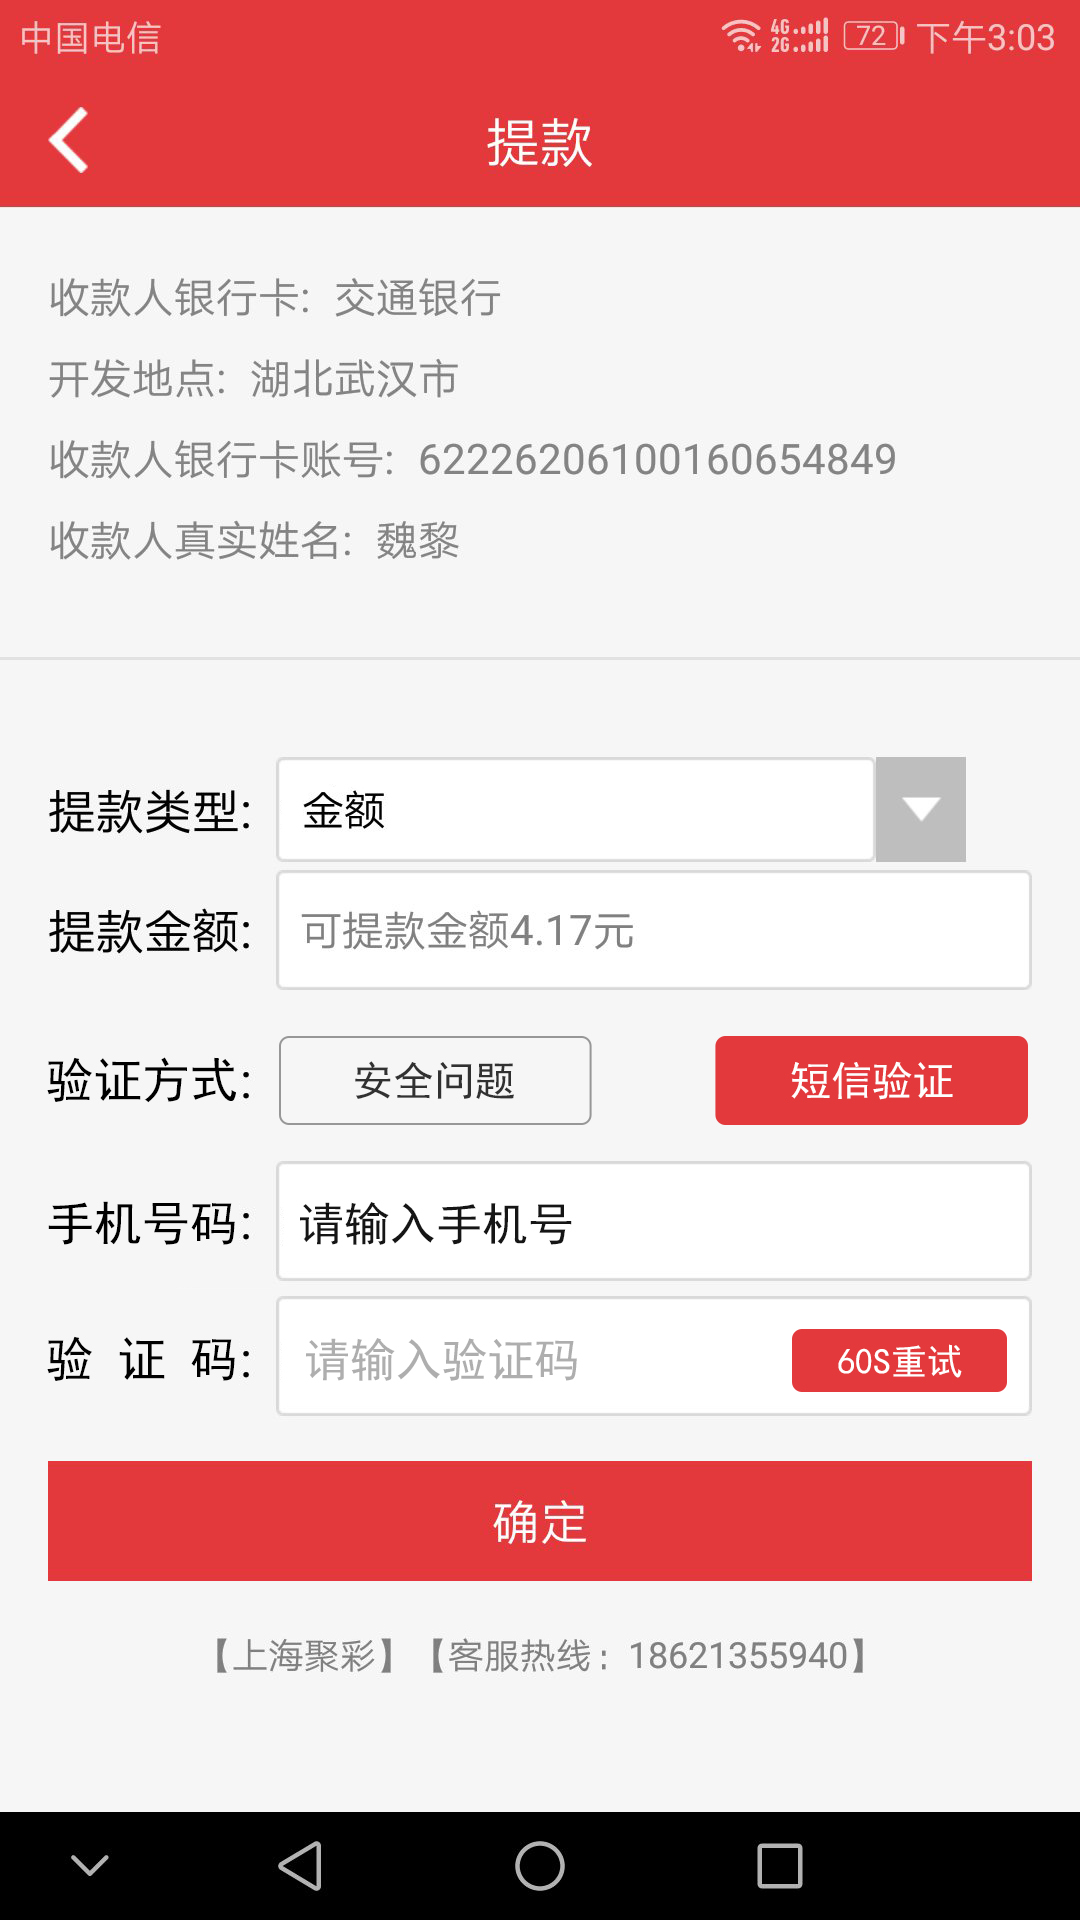 中国电信 4G 2G 72 下午3:03
提款
收款人银行卡: 交通银行
开发地点: 湖北武汉市
收款人银行卡账号: 62226206100160654849
收款人真实姓名: 魏黎
提款类型: 金额
提款金额: 可提款金额4.17元
验证方式: 安全问题 短信验证
手机号码: 请输入手机号
验 证 码: 请输入验证码 60S重试
确定
【上海聚彩】【客服热线：18621355940】